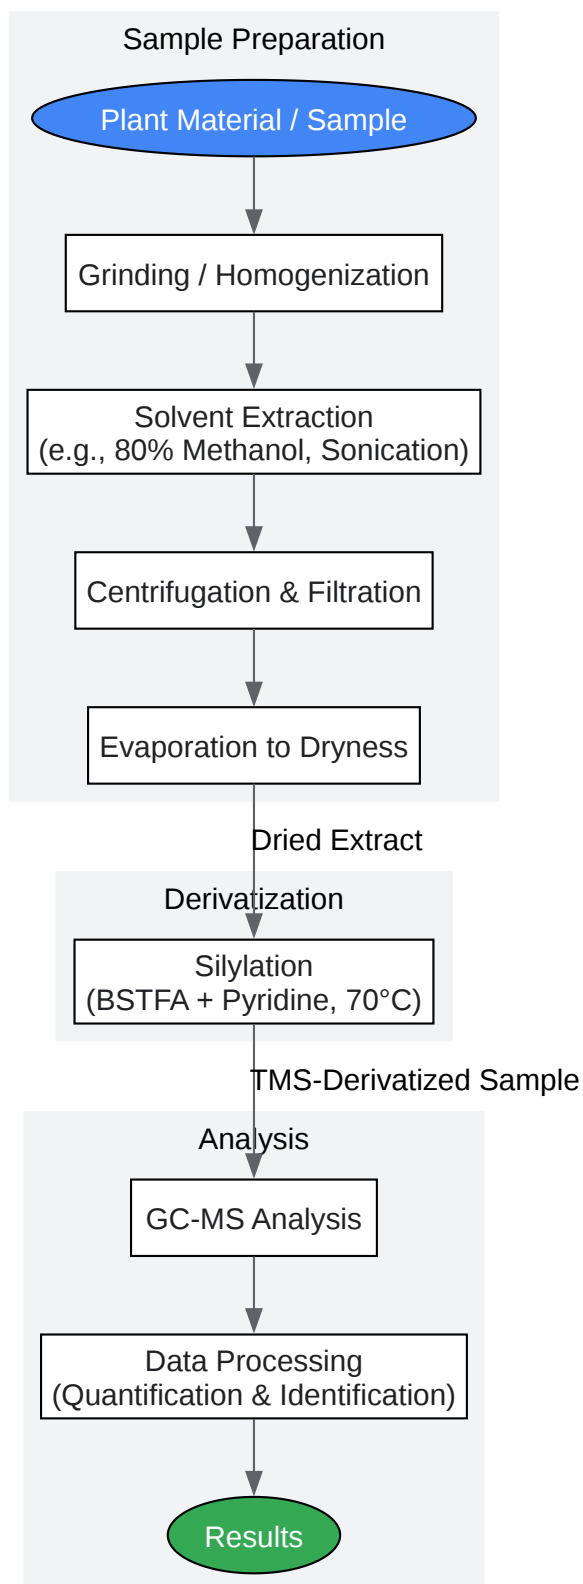 Sample Preparation
Plant Material / Sample
Grinding / Homogenization
Solvent Extraction
(e.g., 80% Methanol, Sonication)
Centrifugation & Filtration
Evaporation to Dryness
Dried Extract
Derivatization
Silylation
(BSTFA + Pyridine, 70°C)
TMS-Derivatized Sample
Analysis
GC-MS Analysis
Data Processing
(Quantification & Identification)
Results